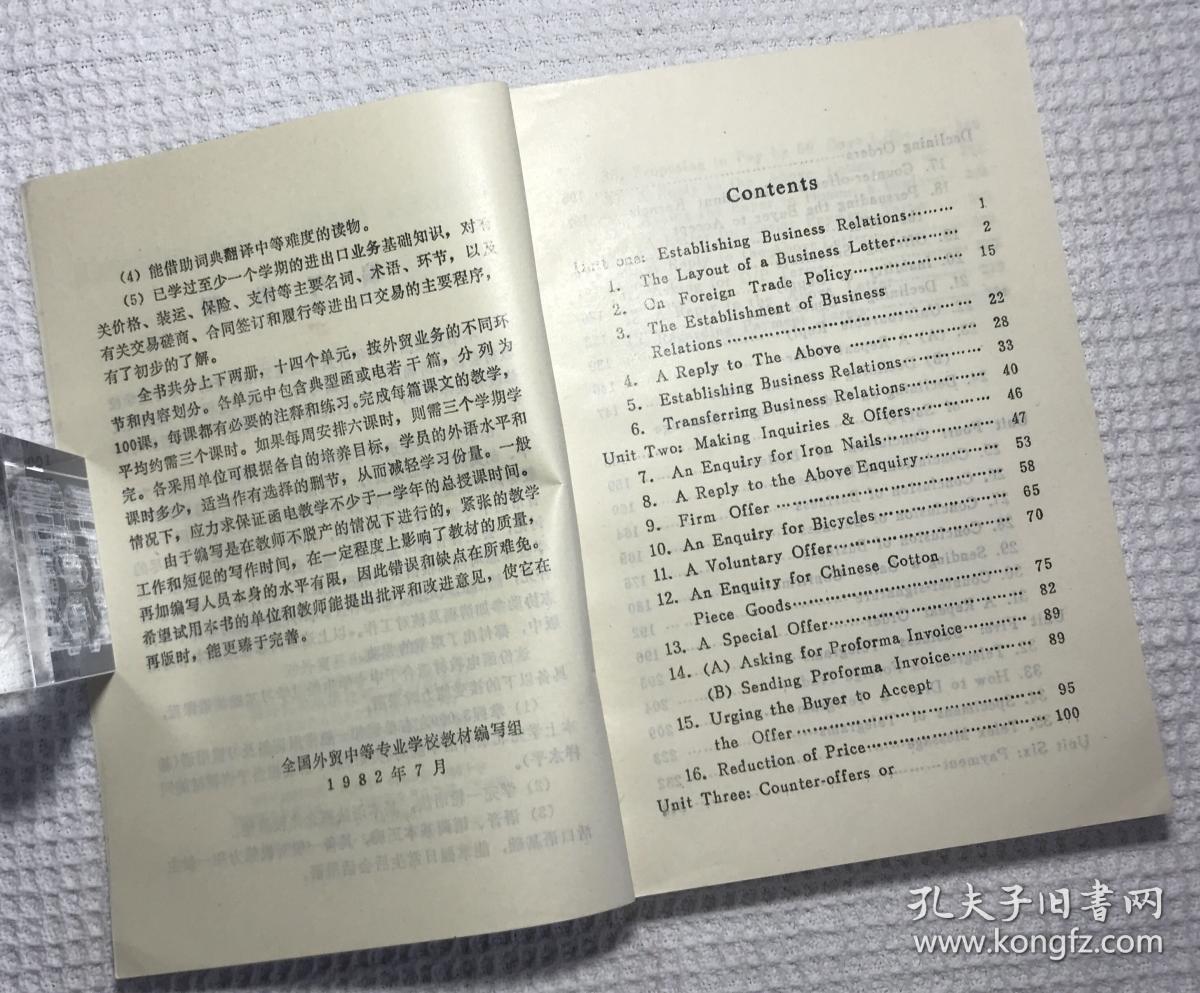 (4) 能借助词典翻译中等难度的读物。
(5) 已学过至少一个学期的进出口业务基础知识，对有
关价格、装运、保险、支付等主要名词、术语、环节，以及
有关交易磋商、合同签订和履行等进出口交易的主要程序，
有了初步的了解。
全书共分上下两册，十四个单元，按外贸业务的不同环
节和内容划分。各单元中包含典型函或电若干篇，分列为
100课，每课都有必要的注释和练习。完成每篇课文的教学，
平均约需三个课时。如果每周安排六课时，则需三个学期学
完。各采用单位可根据各自的培养目标，学员的外语水平和
课时多少，适当作有选择的删节，从而减轻学习份量。一般
情况下，应力求保证函电教学不少于一学年的总授课时间。
由于编写是在教师不脱产的情况下进行的，紧张的教学
工作和短促的写作时间，在一定程度上影响了教材的质量，
再加编写人员本身的水平有限，因此错误和缺点在所难免。
希望试用本书的单位和教师能提出批评和改进意见，使它在
再版时，能更臻于完善。
全国外贸中等专业学校教材编写组
1982年7月
Contents
one: Establishing Business Relations……… 1
1. The Layout of a Business Letter………… 2
2. On Foreign Trade Policy……………… 15
3. The Establishment of Business
Relations ………………………………… 22
4. A Reply to The Above ……………… 28
5. Establishing Business Relations………… 33
6. Transferring Business Relations………… 40
Unit Two: Making Inquiries & Offers………… 46
7. An Enquiry for Iron Nails……………… 47
8. A Reply to the Above Enquiry………… 53
9. Firm Offer ……………………………… 58
10. An Enquiry for Bicycles……………… 65
11. A Voluntary Offer…………………… 70
12. An Enquiry for Chinese Cotton
Piece Goods…………………………… 75
13. A Special Offer……………………… 82
14. (A) Asking for Proforma Invoice………… 89
(B) Sending Proforma Invoice………… 89
15. Urging the Buyer to Accept
the Offer……………………………… 95
16. Reduction of Price…………………… 100
Unit Three: Counter-offers or
孔夫子旧书网
www.kongfz.com